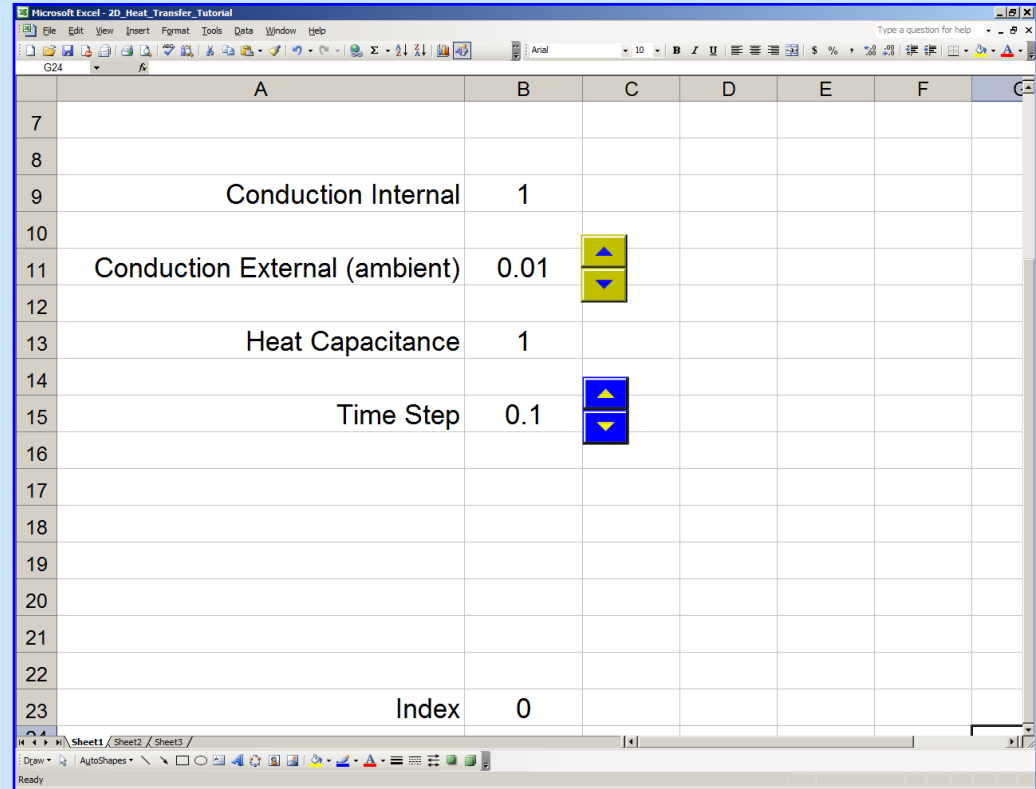 Microsoft Excel - 2D_Heat_Transfer_Tutorial
File Edit View Insert Format Tools Data Window Help Type a question for help
Arial 10 B I U $ % ,
G24 fx
A B C D E F G
7
8
9 Conduction Internal 1
10
11 Conduction External (ambient) 0.01
12
13 Heat Capacitance 1
14
15 Time Step 0.1
16
17
18
19
20
21
22
23 Index 0
24
Sheet1 Sheet2 Sheet3
Draw AutoShapes
Ready